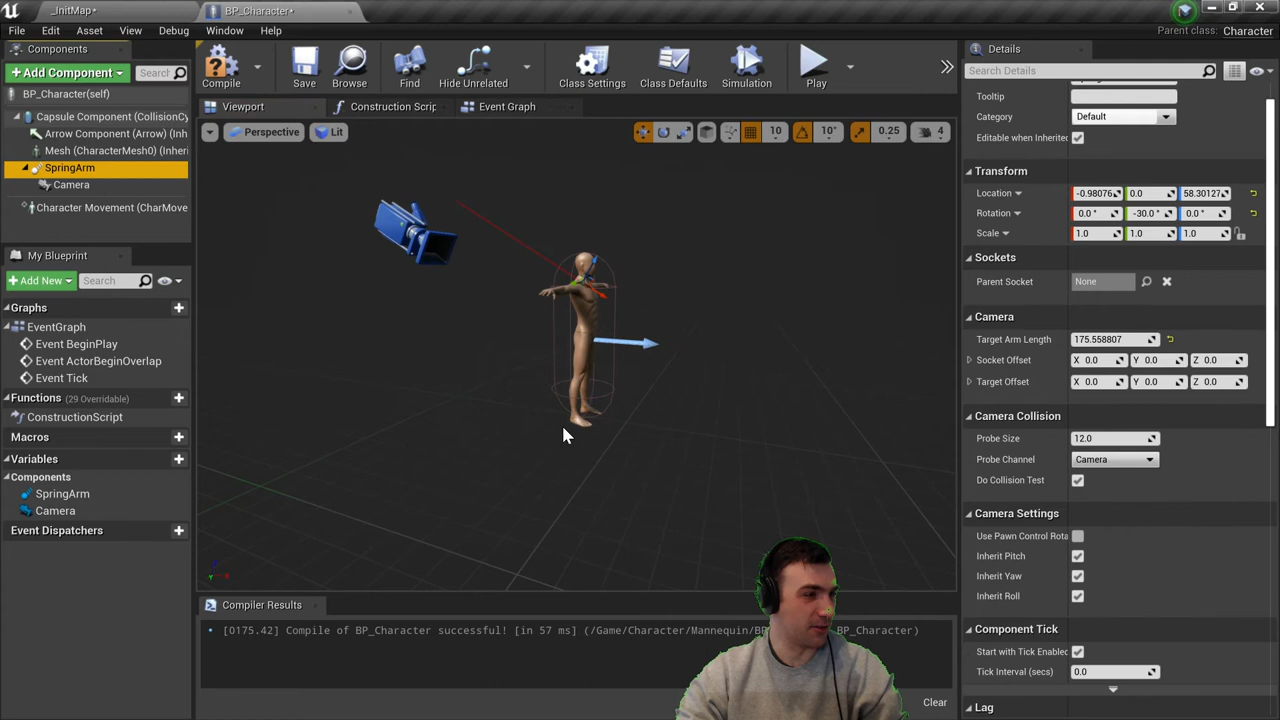 _InitMap*
BP_Character*
File
Edit
Asset
View
Debug
Window
Help
Parent class: Character
Components
+Add Component
Search
BP_Character(self)
Capsule Component (CollisionCy
Arrow Component (Arrow) (Inh
Mesh (CharacterMesh0) (Inheri
SpringArm
Camera
Character Movement (CharMove
Compile
Save
Browse
Find
Hide Unrelated
Class Settings
Class Defaults
Simulation
Play
Viewport
Construction Scrip
Event Graph
Perspective
Lit
10
10°
0.25
4
My Blueprint
+Add New
Search
Graphs
EventGraph
Event BeginPlay
Event ActorBeginOverlap
Event Tick
Functions (29 Overridable)
ConstructionScript
Macros
Variables
Components
SpringArm
Camera
Event Dispatchers
Compiler Results
[0175.42] Compile of BP_Character successful! [in 57 ms] (/Game/Character/Mannequin/BP
BP_Character)
Clear
Details
Search Details
Tooltip
Category Default
Editable when Inherited
Transform
Location -0.98076 0.0 58.30127
Rotation 0.0 ° -30.0 ° 0.0 °
Scale 1.0 1.0 1.0
Sockets
Parent Socket None
Camera
Target Arm Length 175.558807
Socket Offset X 0.0 Y 0.0 Z 0.0
Target Offset X 0.0 Y 0.0 Z 0.0
Camera Collision
Probe Size 12.0
Probe Channel Camera
Do Collision Test
Camera Settings
Use Pawn Control Rota
Inherit Pitch
Inherit Yaw
Inherit Roll
Component Tick
Start with Tick Enabled
Tick Interval (secs) 0.0
Lag